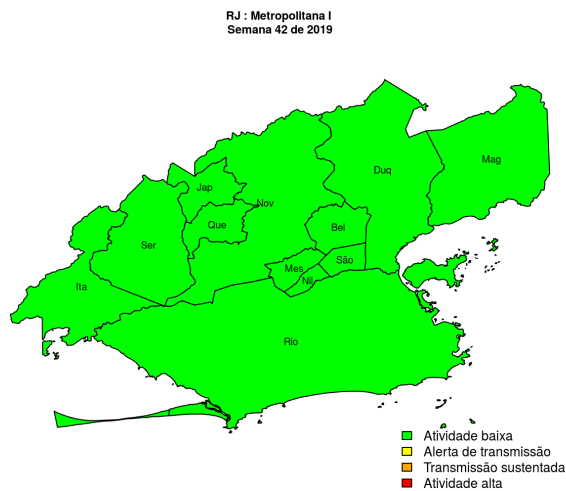 RJ : Metropolitana I
Semana 42 de 2019
Mag
Duq
Jap
Nov
Que
Bel
Ser
São
Mes
Nil
Ita
Rio
Atividade baixa
Alerta de transmissão
Transmissão sustentada
Atividade alta